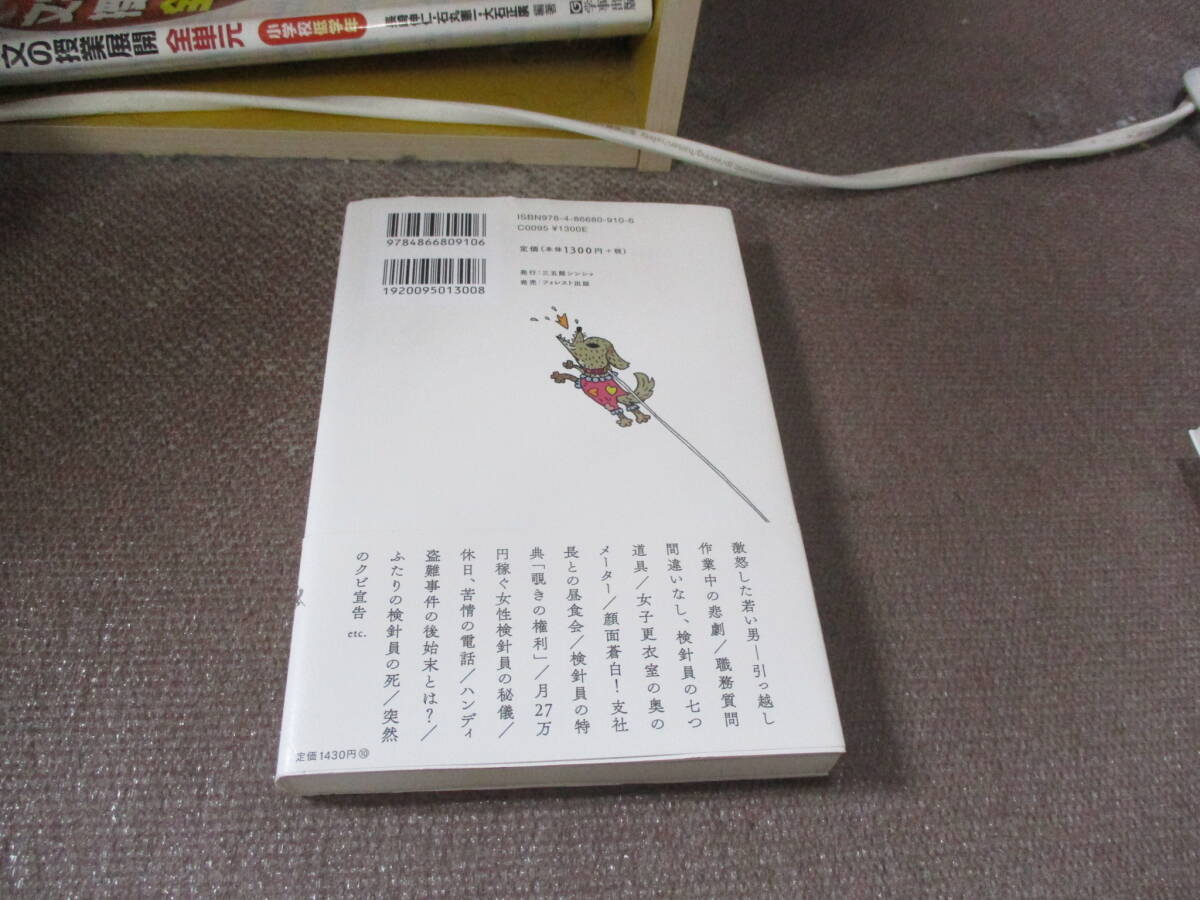 文の授業展開 全単元 小学校低学年
ISBN978-4-86680-910-6
C0095 ¥1300E
9784866809106
定価(本体1300円+税)
発行:三五館シンシャ
発売:フォレスト出版
1920095013008
激怒した若い男―引っ越し
作業中の悲劇/職務質問
間違いなし、検針員の七つ
道具/女子更衣室の奥の
メーター/顔面蒼白!支社
長との昼食会/検針員の特
典「覗きの権利」/月27万
円稼ぐ女性検針員の秘儀/
休日、苦情の電話/ハンディ
盗難事件の後始末とは?/
ふたりの検針員の死/突然
のクビ宣告 etc.
定価1430円⑩